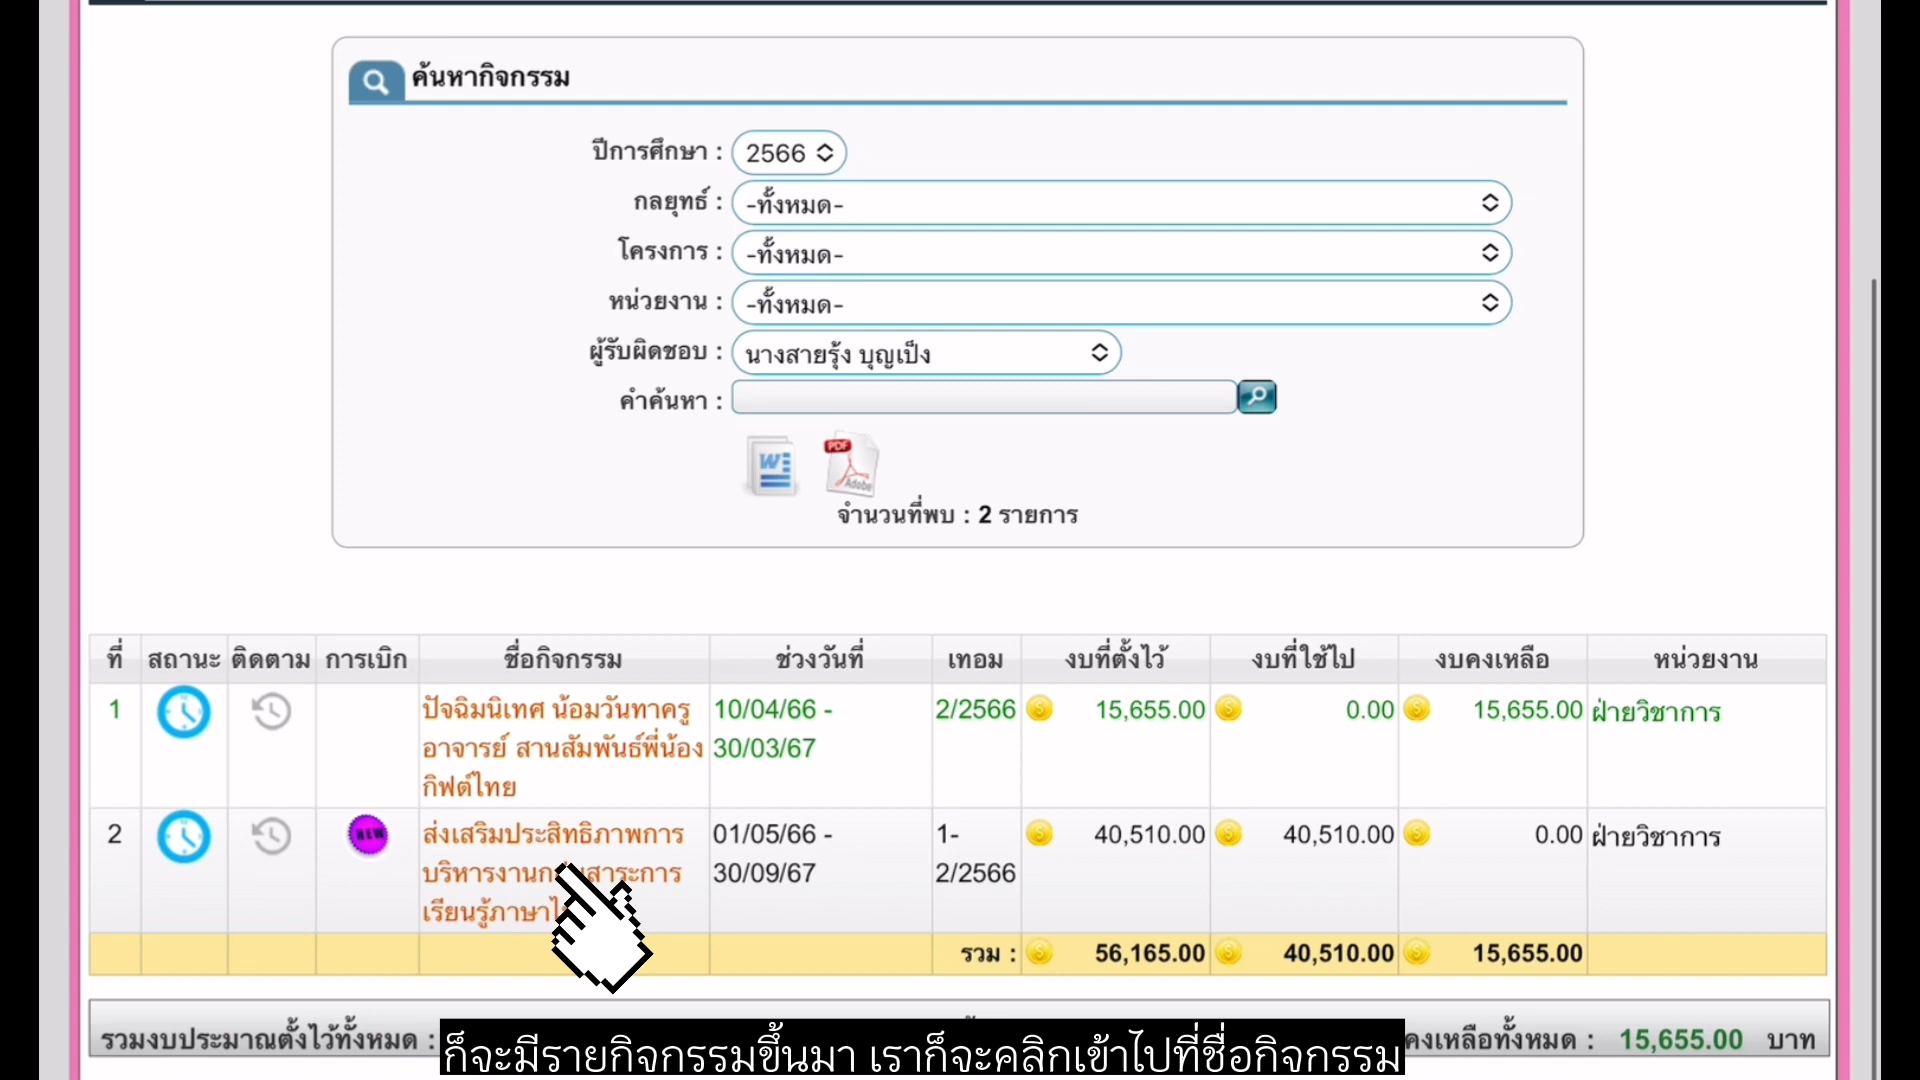 ค้นหากิจกรรม
ปีการศึกษา : 2566
กลยุทธ์ : -ทั้งหมด-
โครงการ : -ทั้งหมด-
หน่วยงาน : -ทั้งหมด-
ผู้รับผิดชอบ : นางสายรุ้ง บุญเป็ง
คำค้นหา :
PDF
Adobe
จำนวนที่พบ : 2 รายการ
ที่ สถานะ ติดตาม การเบิก ชื่อกิจกรรม ช่วงวันที่ เทอม งบที่ตั้งไว้ งบที่ใช้ไป งบคงเหลือ หน่วยงาน
1 ปัจฉิมนิเทศ น้อมวันทาครู 10/04/66 - 2/2566 15,655.00 0.00 15,655.00 ฝ่ายวิชาการ
อาจารย์ สานสัมพันธ์พี่น้อง 30/03/67
กิฟต์ไทย
2 NEW ส่งเสริมประสิทธิภาพการ 01/05/66 - 1- 40,510.00 40,510.00 0.00 ฝ่ายวิชาการ
บริหารงาน สาระการ 30/09/67 2/2566
เรียนรู้ภาษา
รวม : 56,165.00 40,510.00 15,655.00
รวมงบประมาณตั้งไว้ทั้งหมด : คงเหลือทั้งหมด : 15,655.00 บาท
ก็จะมีรายกิจกรรมขึ้นมา เราก็จะคลิกเข้าไปที่ชื่อกิจกรรม